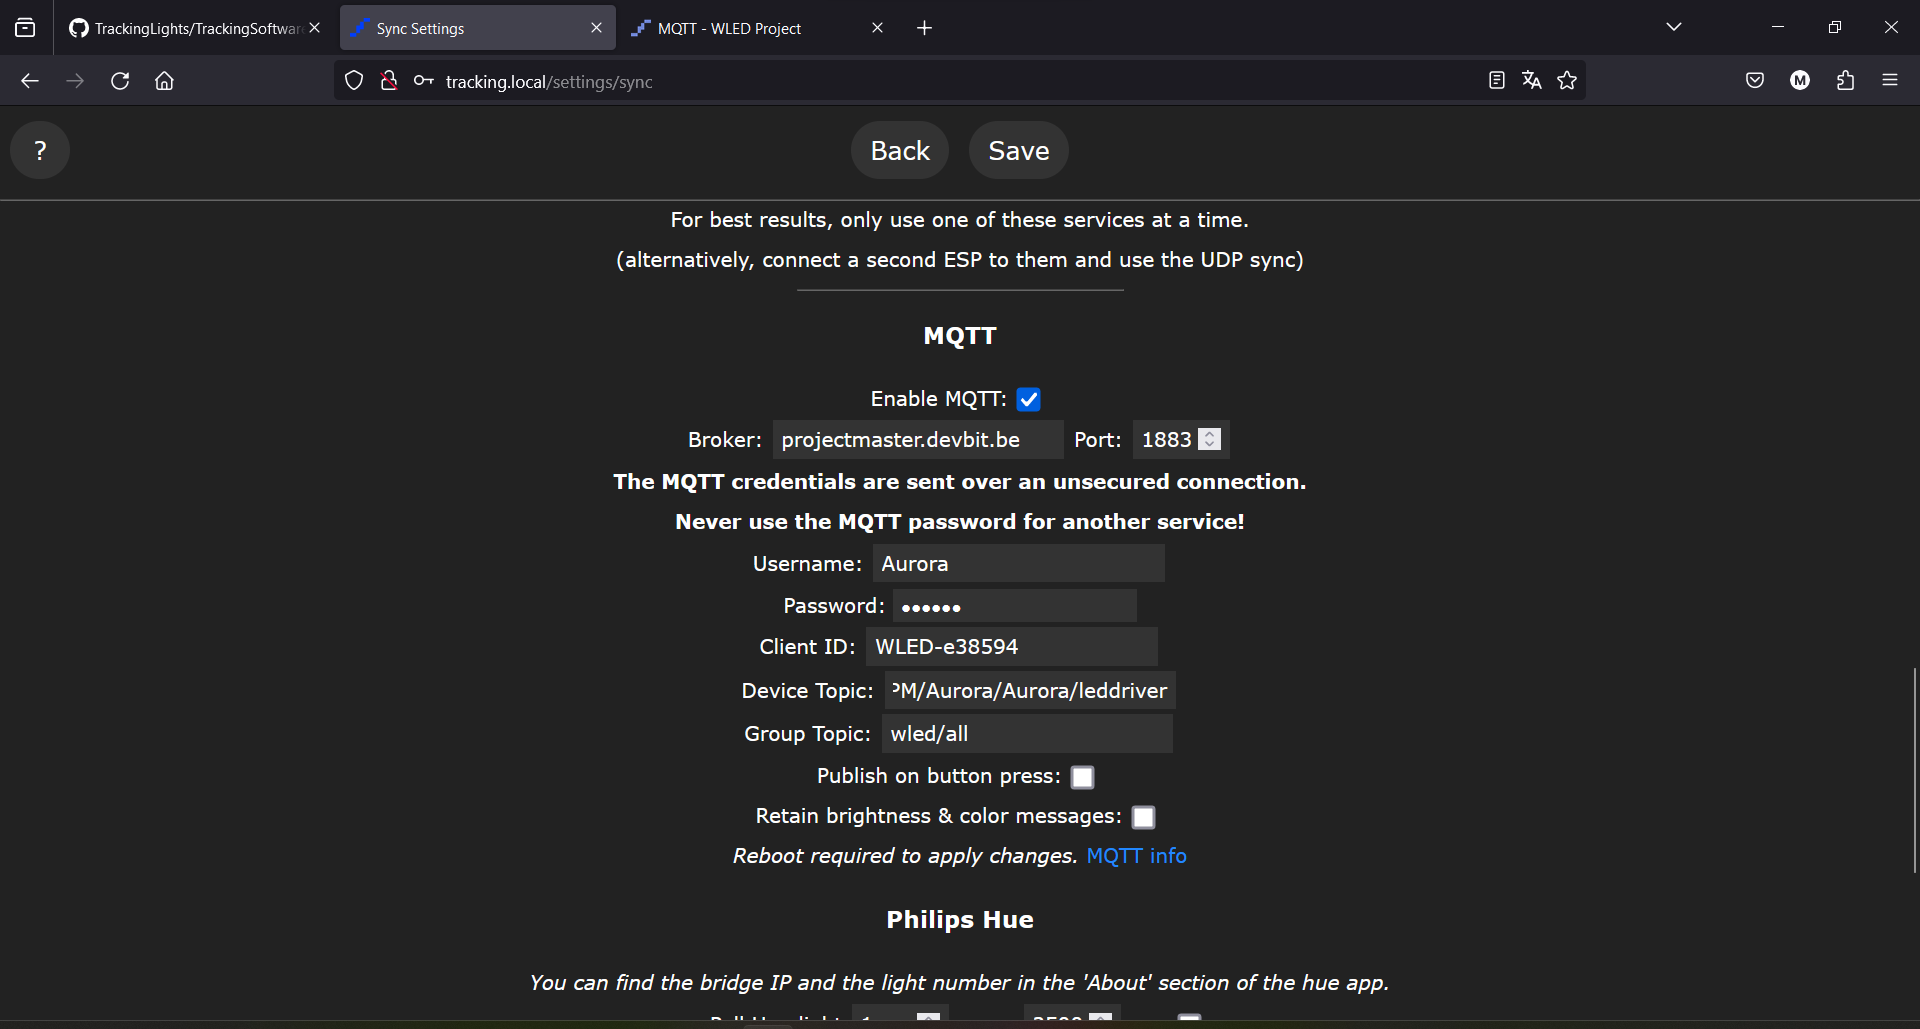 TrackingLights/TrackingSoftware
Sync Settings
MQTT - WLED Project
tracking.local/settings/sync
M
?
Back
Save
For best results, only use one of these services at a time.
(alternatively, connect a second ESP to them and use the UDP sync)
MQTT
Enable MQTT:
Broker: projectmaster.devbit.be Port: 1883
The MQTT credentials are sent over an unsecured connection.
Never use the MQTT password for another service!
Username: Aurora
Password: ••••••
Client ID: WLED-e38594
Device Topic: PM/Aurora/Aurora/leddriver
Group Topic: wled/all
Publish on button press:
Retain brightness & color messages:
Reboot required to apply changes. MQTT info
Philips Hue
You can find the bridge IP and the light number in the 'About' section of the hue app.